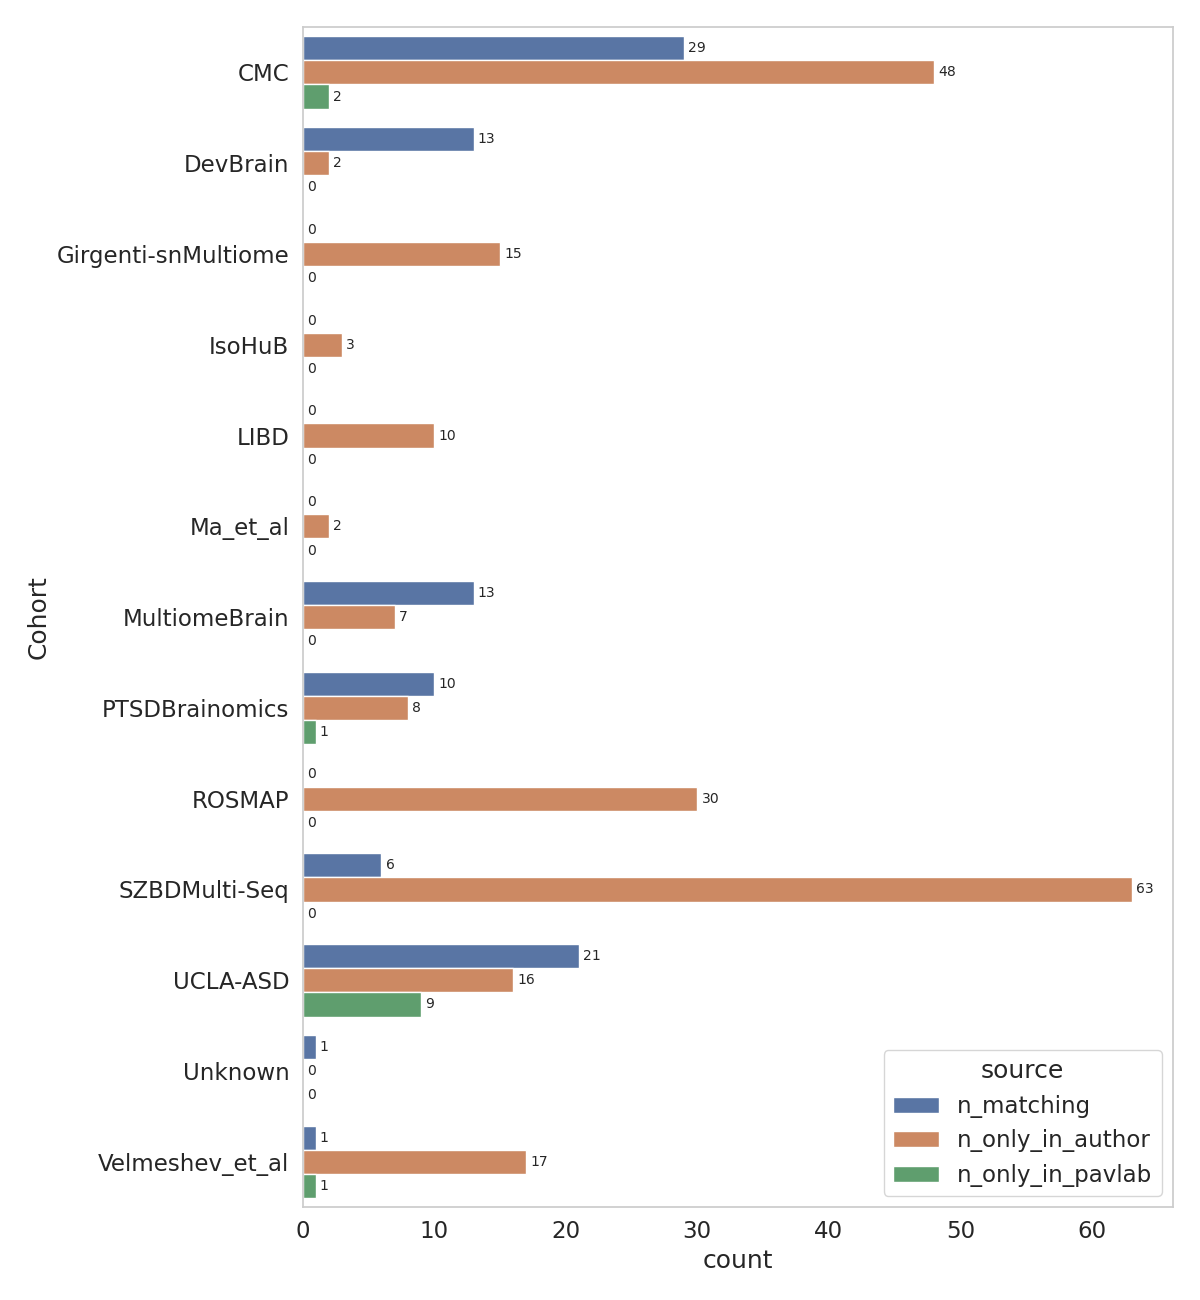 CMC
29
48
2
DevBrain
13
2
0
Girgenti-snMultiome
0
15
0
IsoHuB
0
3
0
LIBD
0
10
0
Ma_et_al
0
2
0
MultiomeBrain
13
7
0
PTSDBrainomics
10
8
1
ROSMAP
0
30
0
SZBDMulti-Seq
6
63
0
UCLA-ASD
21
16
9
Unknown
1
0
0
Velmeshev_et_al
1
17
1
Cohort
0 10 20 30 40 50 60
count
source
n_matching
n_only_in_author
n_only_in_pavlab